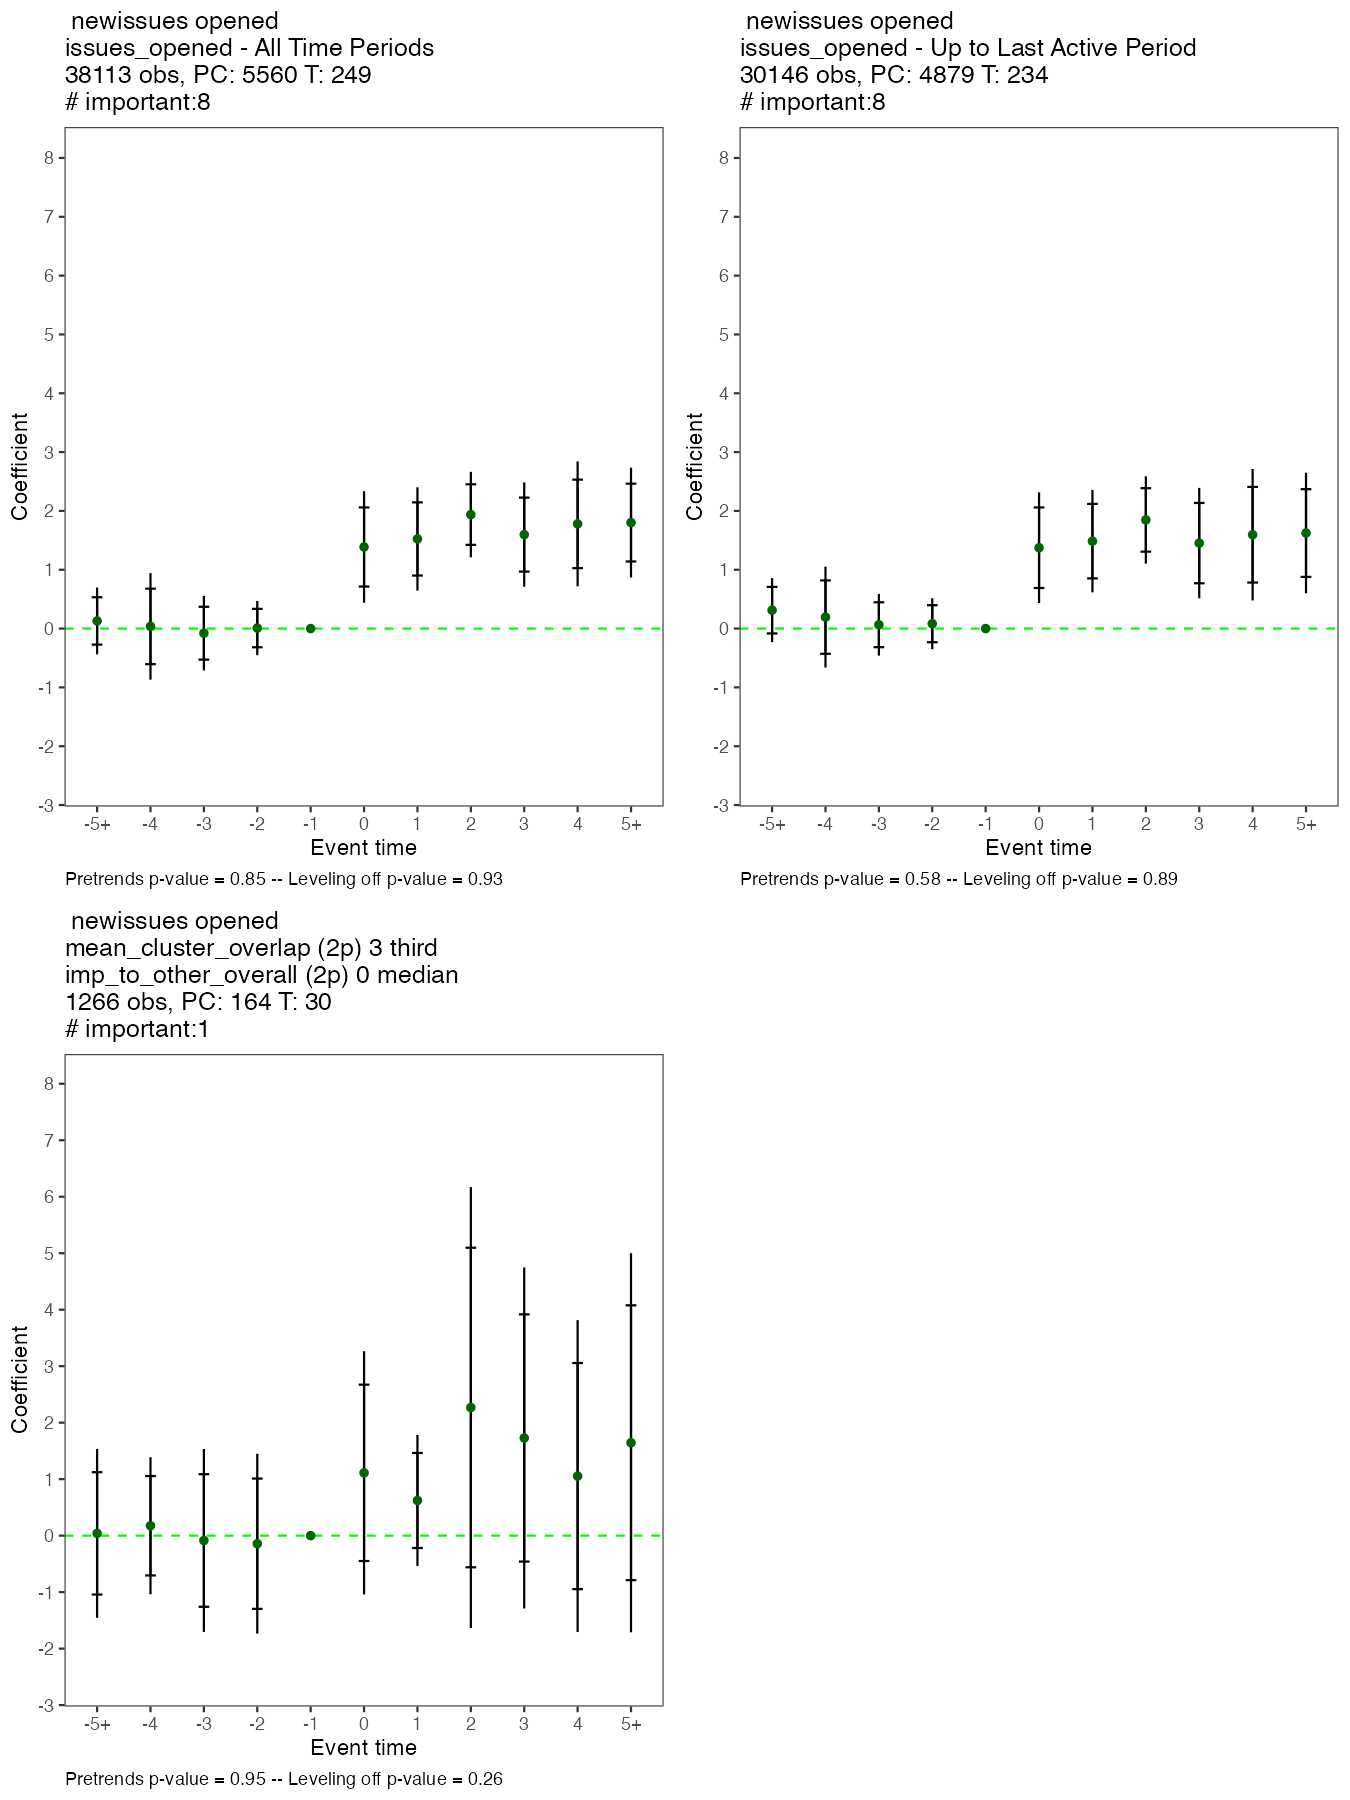 newissues opened
issues_opened - All Time Periods
38113 obs, PC: 5560 T: 249
# important:8
8
7
6
5
4
3
2
1
0
-1
-2
-3
Coefficient
-5+ -4 -3 -2 -1 0 1 2 3 4 5+
Event time
Pretrends p-value = 0.85 -- Leveling off p-value = 0.93
newissues opened
issues_opened - Up to Last Active Period
30146 obs, PC: 4879 T: 234
# important:8
8
7
6
5
4
3
2
1
0
-1
-2
-3
Coefficient
-5+ -4 -3 -2 -1 0 1 2 3 4 5+
Event time
Pretrends p-value = 0.58 -- Leveling off p-value = 0.89
newissues opened
mean_cluster_overlap (2p) 3 third
imp_to_other_overall (2p) 0 median
1266 obs, PC: 164 T: 30
# important:1
8
7
6
5
4
3
2
1
0
-1
-2
-3
Coefficient
-5+ -4 -3 -2 -1 0 1 2 3 4 5+
Event time
Pretrends p-value = 0.95 -- Leveling off p-value = 0.26